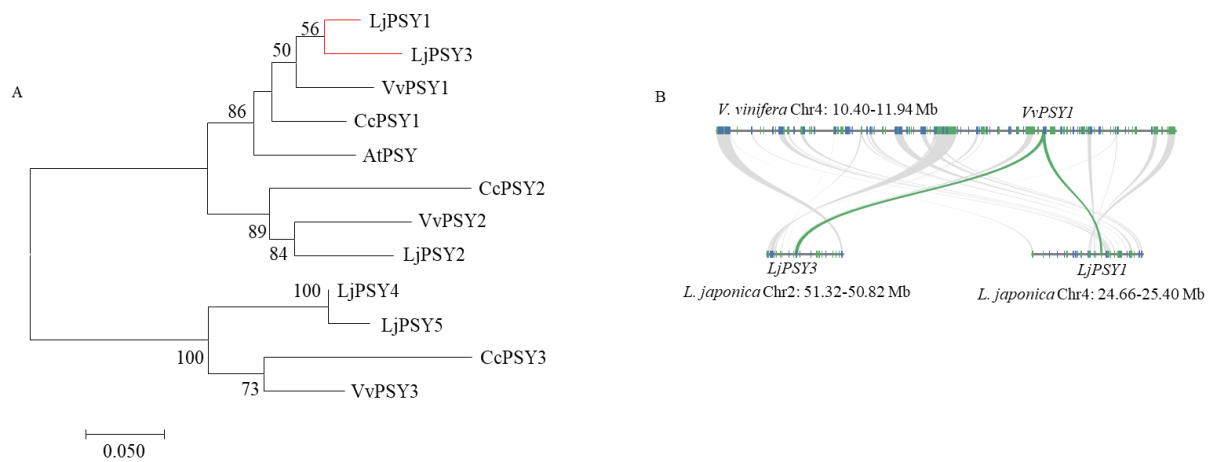 A
LjPSY1
56
LjPSY3
50
VvPSY1
86
CcPSY1
AtPSY
CcPSY2
VvPSY2
89
84
LjPSY2
LjPSY4
100
LjPSY5
100
CcPSY3
73
VvPSY3
0.050
B
V. vinifera Chr4: 10.40-11.94 Mb
VvPSY1
LjPSY3
LjPSY1
L. japonica Chr2: 51.32-50.82 Mb
L. japonica Chr4: 24.66-25.40 Mb